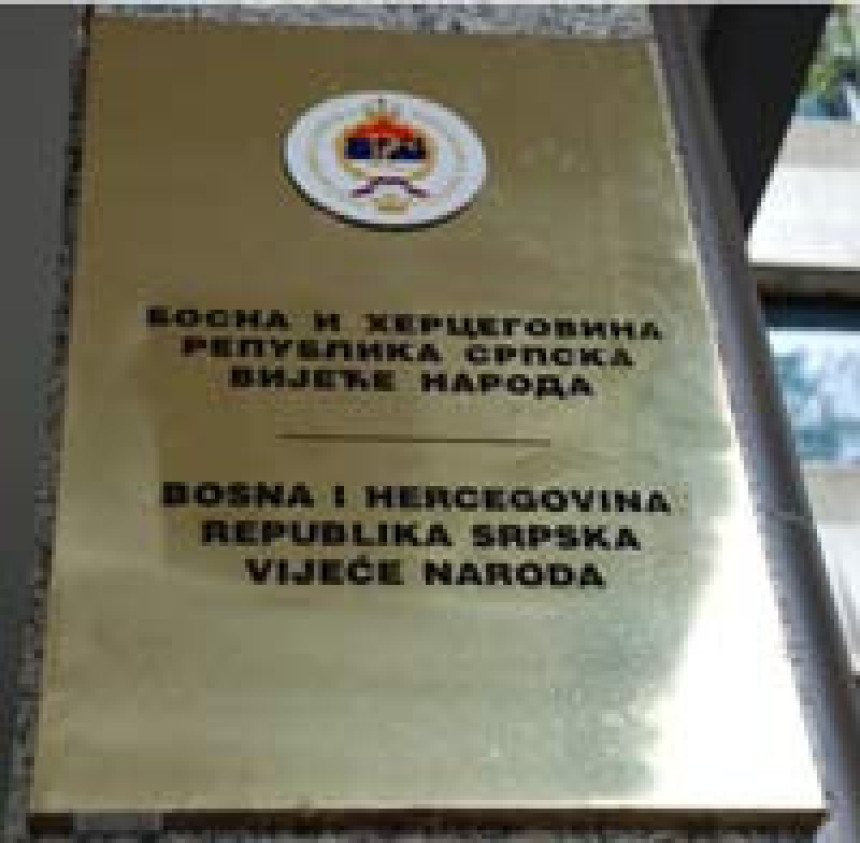 БОСНА И ХЕРЦЕГОВИНА
РЕПУБЛИКА СРПСКА
ВИЈЕЋЕ НАРОДА
BOSNA I HERCEGOVINA
REPUBLIKA SRPSKA
VIJEĆE NARODA